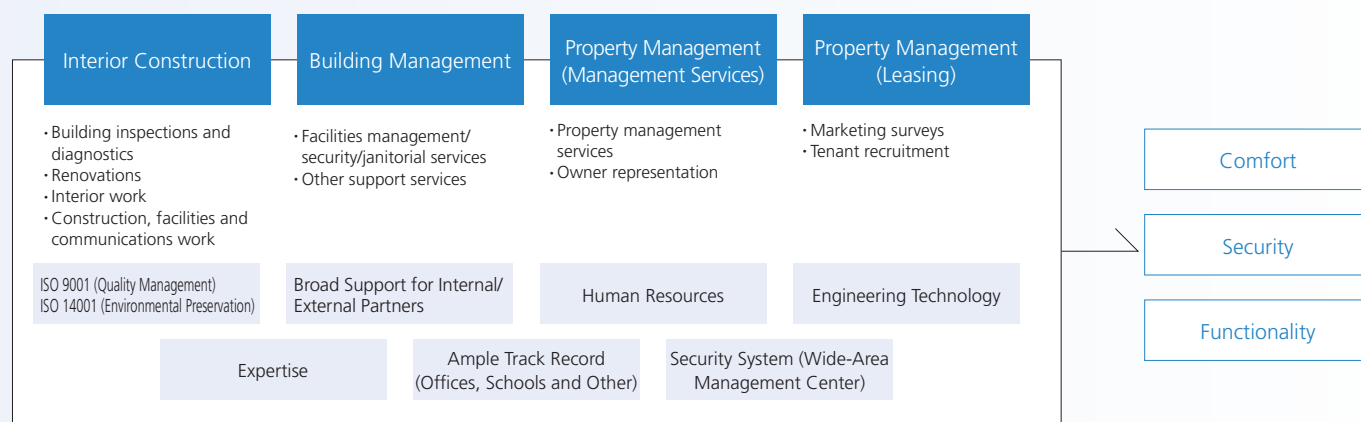 Interior Construction
Building Management
Property Management
(Management Services)
Property Management
(Leasing)
・Building inspections and
diagnostics
・Renovations
・Interior work
・Construction, facilities and
communications work
・Facilities management/
security/janitorial services
・Other support services
・Property management
services
・Owner representation
・Marketing surveys
・Tenant recruitment
ISO 9001 (Quality Management)
ISO 14001 (Environmental Preservation)
Broad Support for Internal/
External Partners
Human Resources
Engineering Technology
Expertise
Ample Track Record
(Offices, Schools and Other)
Security System (Wide-Area
Management Center)
Comfort
Security
Functionality